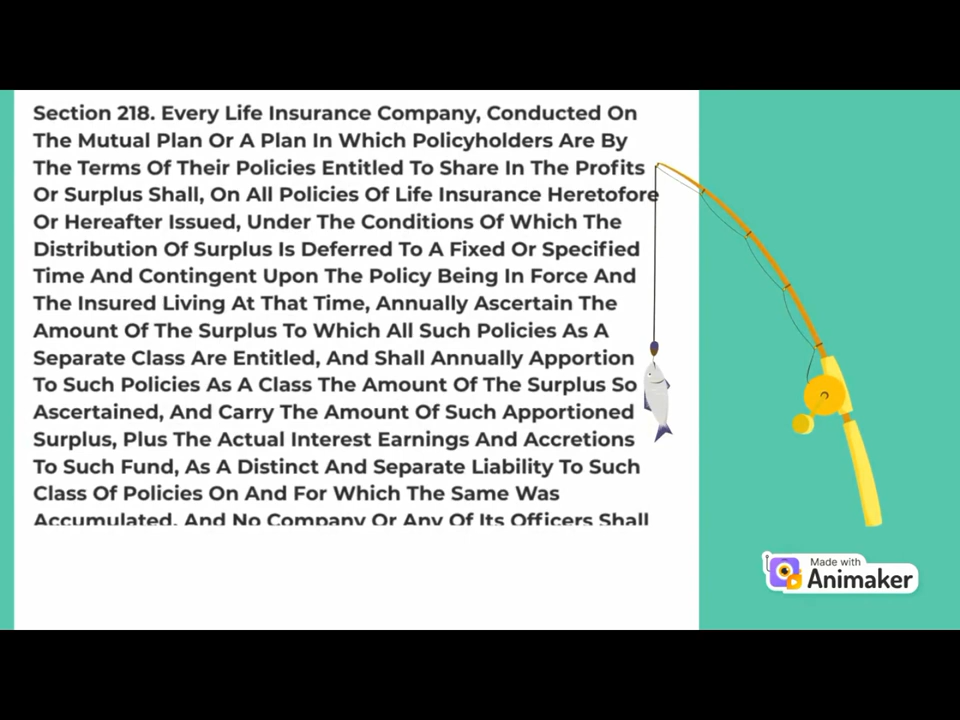 Section 218. Every Life Insurance Company, Conducted On
The Mutual Plan Or A Plan In Which Policyholders Are By
The Terms Of Their Policies Entitled To Share In The Profits
Or Surplus Shall, On All Policies Of Life Insurance Heretofore
Or Hereafter Issued, Under The Conditions Of Which The
Distribution Of Surplus Is Deferred To A Fixed Or Specified
Time And Contingent Upon The Policy Being In Force And
The Insured Living At That Time, Annually Ascertain The
Amount Of The Surplus To Which All Such Policies As A
Separate Class Are Entitled, And Shall Annually Apportion
To Such Policies As A Class The Amount Of The Surplus So
Ascertained, And Carry The Amount Of Such Apportioned
Surplus, Plus The Actual Interest Earnings And Accretions
To Such Fund, As A Distinct And Separate Liability To Such
Class Of Policies On And For Which The Same Was
Accumulated, And No Company Or Any Of Its Officers Shall
Made with
Animaker